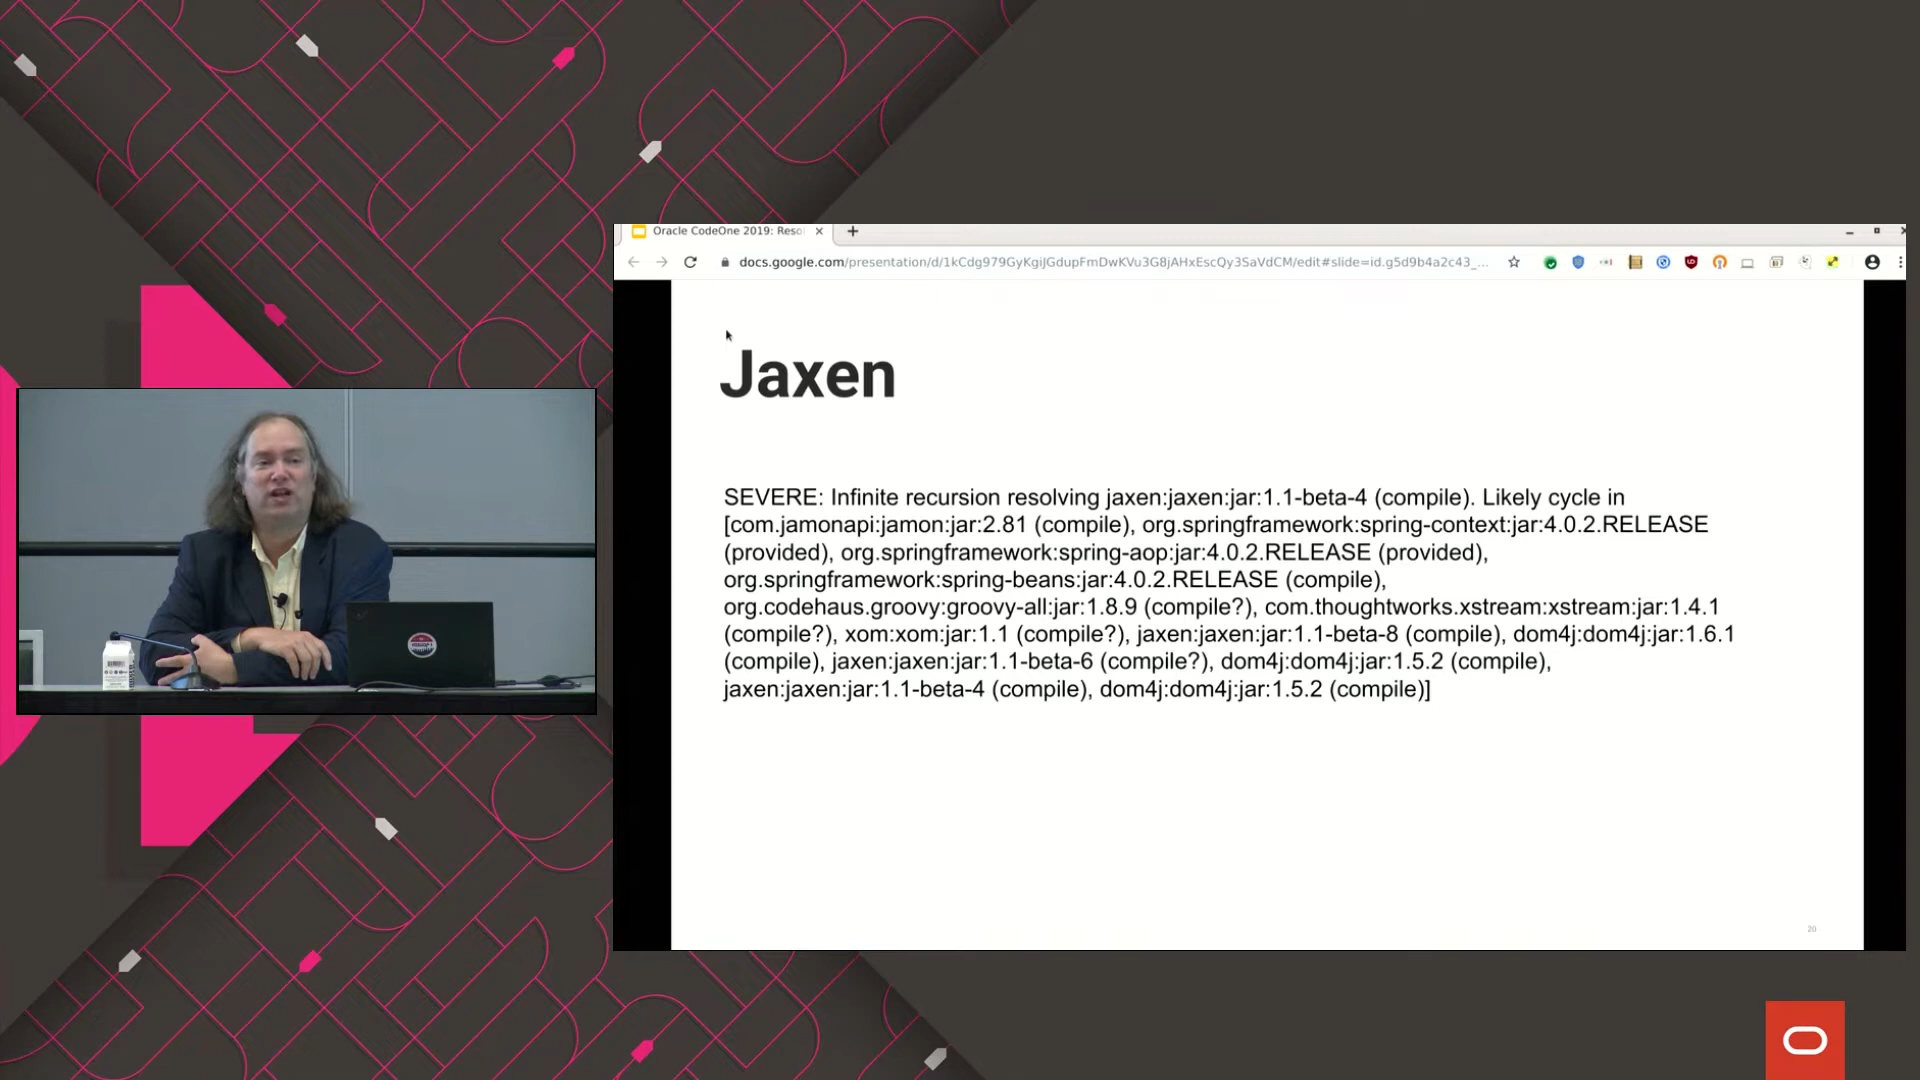 Oracle CodeOne 2019: Reso
docs.google.com/presentation/d/1kCdg979GyKgiJGdupFmDwKVu3G8jAHxEscQy3SaVdCM/edit#slide=id.g5d9b4a2c43_...
Jaxen
SEVERE: Infinite recursion resolving jaxen:jaxen:jar:1.1-beta-4 (compile). Likely cycle in
[com.jamonapi:jamon:jar:2.81 (compile), org.springframework:spring-context:jar:4.0.2.RELEASE
(provided), org.springframework:spring-aop:jar:4.0.2.RELEASE (provided),
org.springframework:spring-beans:jar:4.0.2.RELEASE (compile),
org.codehaus.groovy:groovy-all:jar:1.8.9 (compile?), com.thoughtworks.xstream:xstream:jar:1.4.1
(compile?), xom:xom:jar:1.1 (compile?), jaxen:jaxen:jar:1.1-beta-8 (compile), dom4j:dom4j:jar:1.6.1
(compile), jaxen:jaxen:jar:1.1-beta-6 (compile?), dom4j:dom4j:jar:1.5.2 (compile),
jaxen:jaxen:jar:1.1-beta-4 (compile), dom4j:dom4j:jar:1.5.2 (compile)]
20